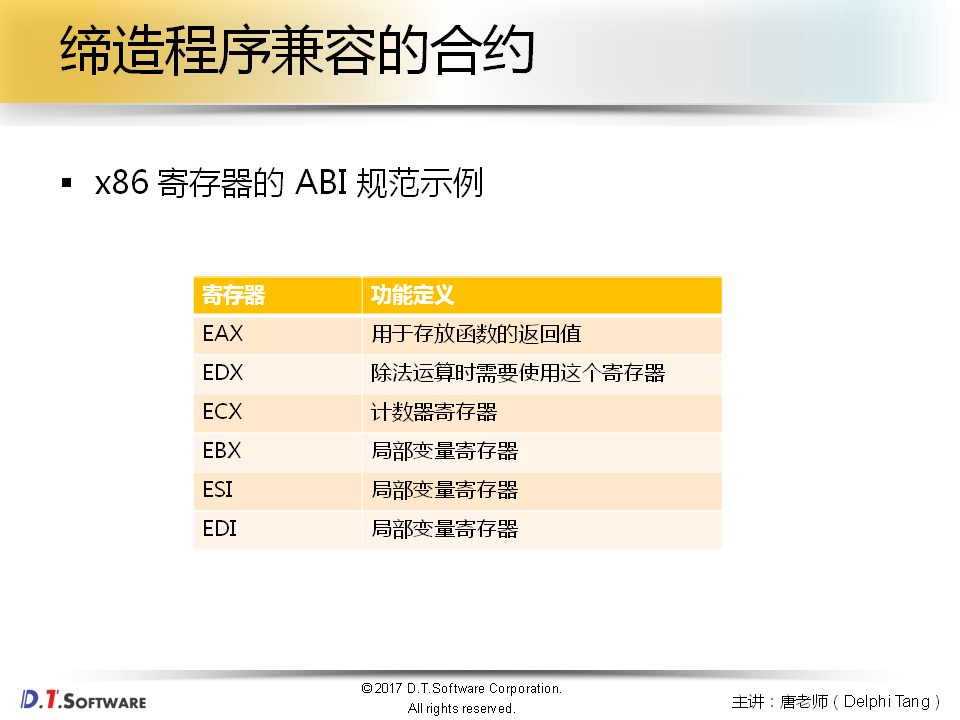 缔造程序兼容的合约
▪ x86 寄存器的 ABI 规范示例
寄存器 功能定义
EAX 用于存放函数的返回值
EDX 除法运算时需要使用这个寄存器
ECX 计数器寄存器
EBX 局部变量寄存器
ESI 局部变量寄存器
EDI 局部变量寄存器
D.T.SOFTWARE
©2017 D.T.Software Corporation.
All rights reserved.
主讲：唐老师（Delphi Tang）